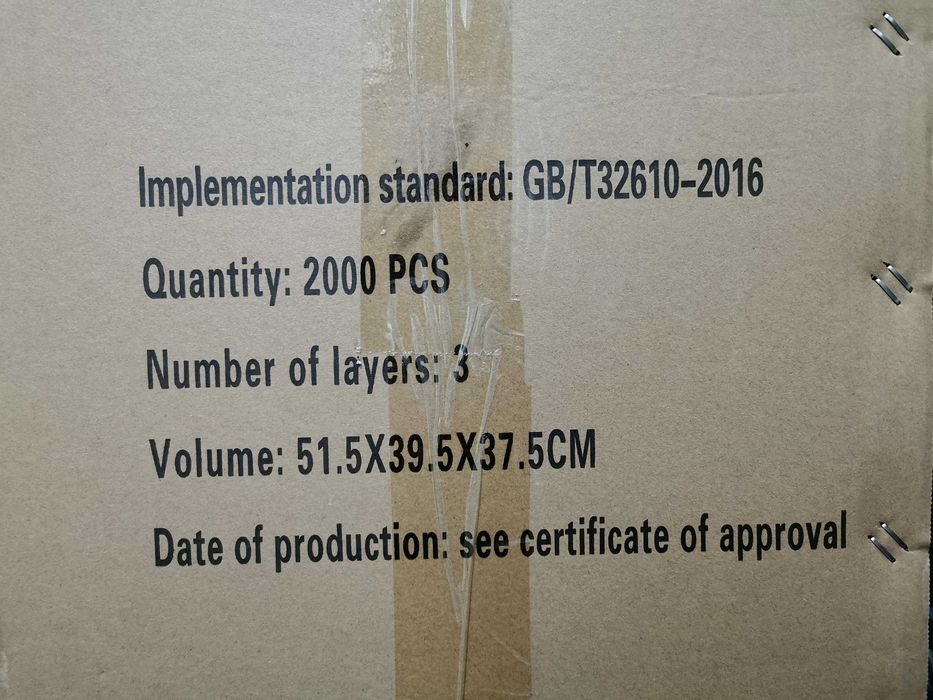 Implementation standard: GB/T32610-2016
Quantity: 2000 PCS
Number of layers: 3
Volume: 51.5X39.5X37.5CM
Date of production: see certificate of approval